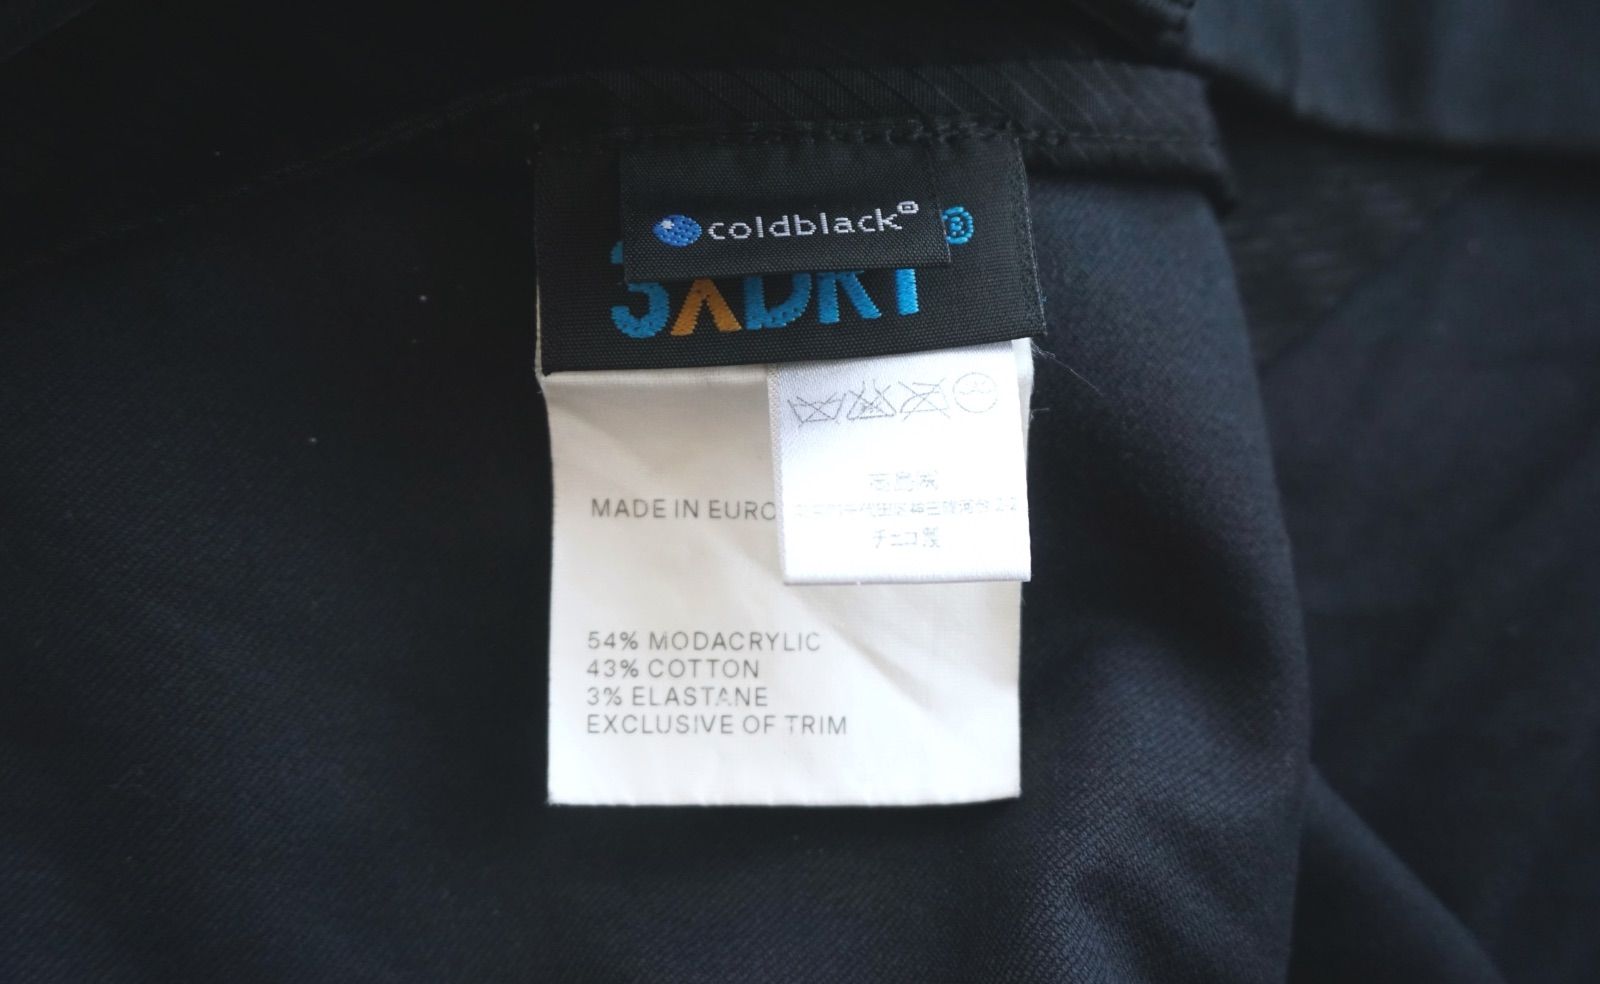 coldblack®
3XDRY®
MADE IN EURO
チェコ製
54% MODACRYLIC
43% COTTON
3% ELASTANE
EXCLUSIVE OF TRIM